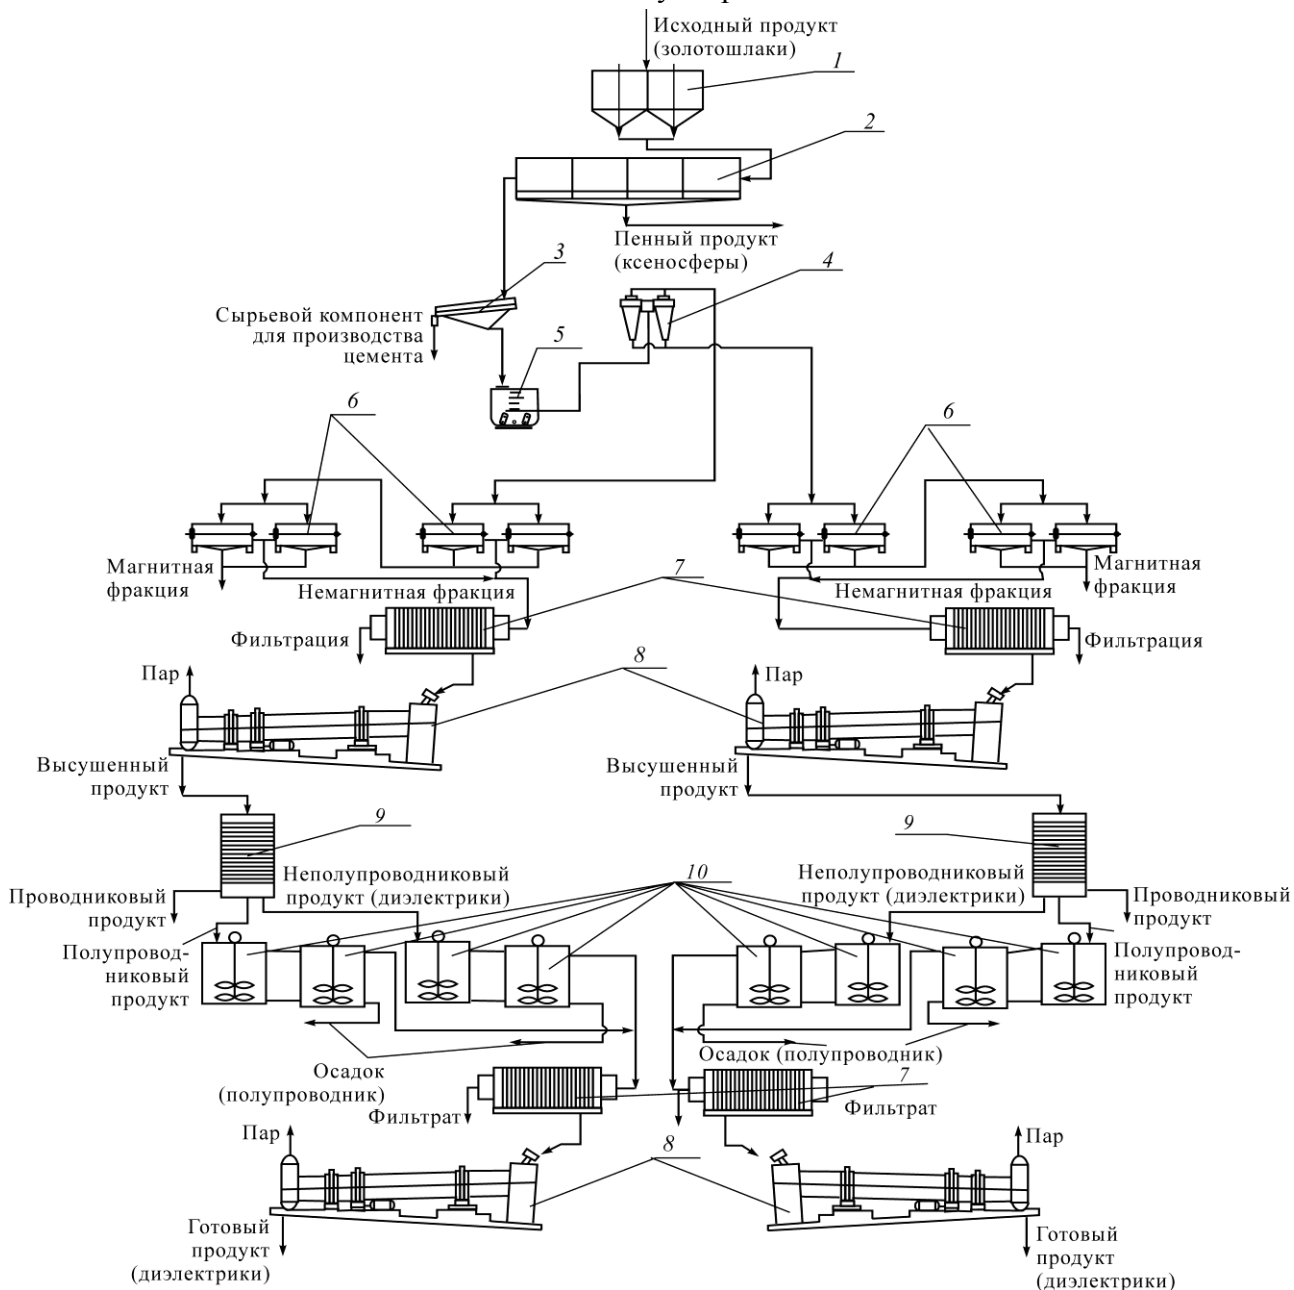 Исходный продукт
(золотошлаки)
1
2
Пенный продукт
(ксеносферы)
3
4
Сырьевой компонент
для производства
цемента
5
6
6
Магнитная
фракция
Немагнитная фракция
7
Немагнитная фракция
Магнитная
фракция
Фильтрация
Фильтрация
Пар
8
Пар
Высушенный
продукт
Высушенный
продукт
9
9
Проводниковый
продукт
Неполупроводниковый
продукт (диэлектрики)
10
Неполупроводниковый
продукт (диэлектрики)
Проводниковый
продукт
Полупровод-
никовый
продукт
Полупровод-
никовый
продукт
Осадок
(полупроводник)
Осадок (полупроводник)
7
Фильтрат
Фильтрат
Пар
8
Пар
Готовый
продукт
(диэлектрики)
Готовый
продукт
(диэлектрики)